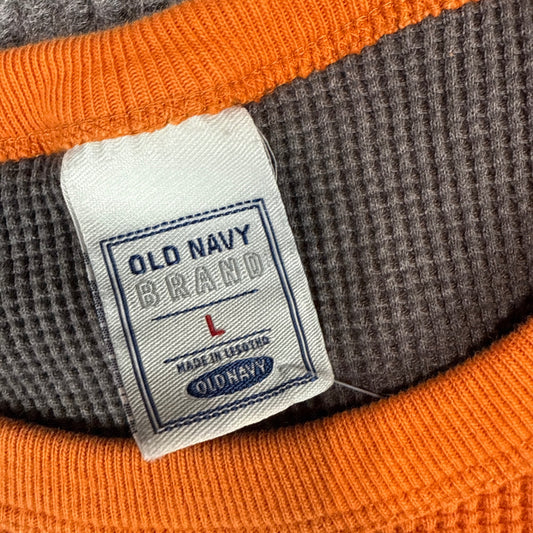 OLD NAVY
BRAND
L
MADE IN LESOTHO
OLD NAVY